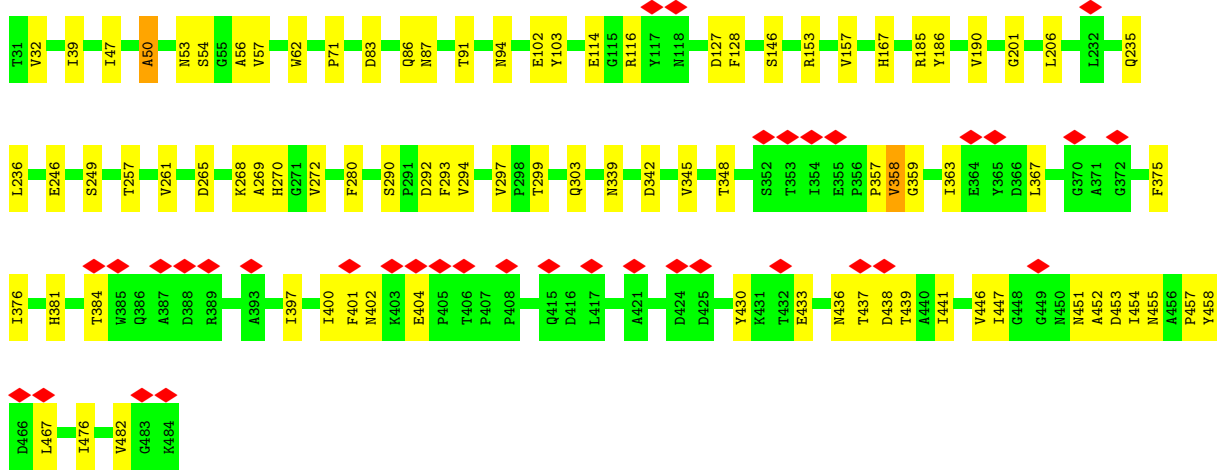 T31 V32 I39 I47 A50 N53 S54 G55 A56 V57 W62 P71 D83 Q86 N87 T91 N94 E102 Y103 E114 G115 R116 Y117 N118 D127 F128 S146 R153 V157 H167 R185 Y186 V190 G201 L206 L232 Q235
L236 E246 S249 T257 V261 D265 K268 A269 H270 G271 V272 F280 S290 P291 D292 F293 V294 V297 P298 T299 Q303 N339 D342 V345 T348 S352 T353 I354 E355 P356 P357 V358 G359 I363 E364 Y365 D366 L367 G370 A371 G372 F375
I376 H381 T384 W385 Q386 A387 D388 R389 A393 I397 I400 F401 N402 K403 E404 P405 T406 P407 P408 Q415 D416 L417 A421 D424 D425 Y430 K431 T432 E433 N436 T437 D438 T439 A440 I441 V446 I447 G448 G449 N450 N451 A452 D453 I454 N455 A456 P457 Y458
D466 L467 I476 V482 G483 K484